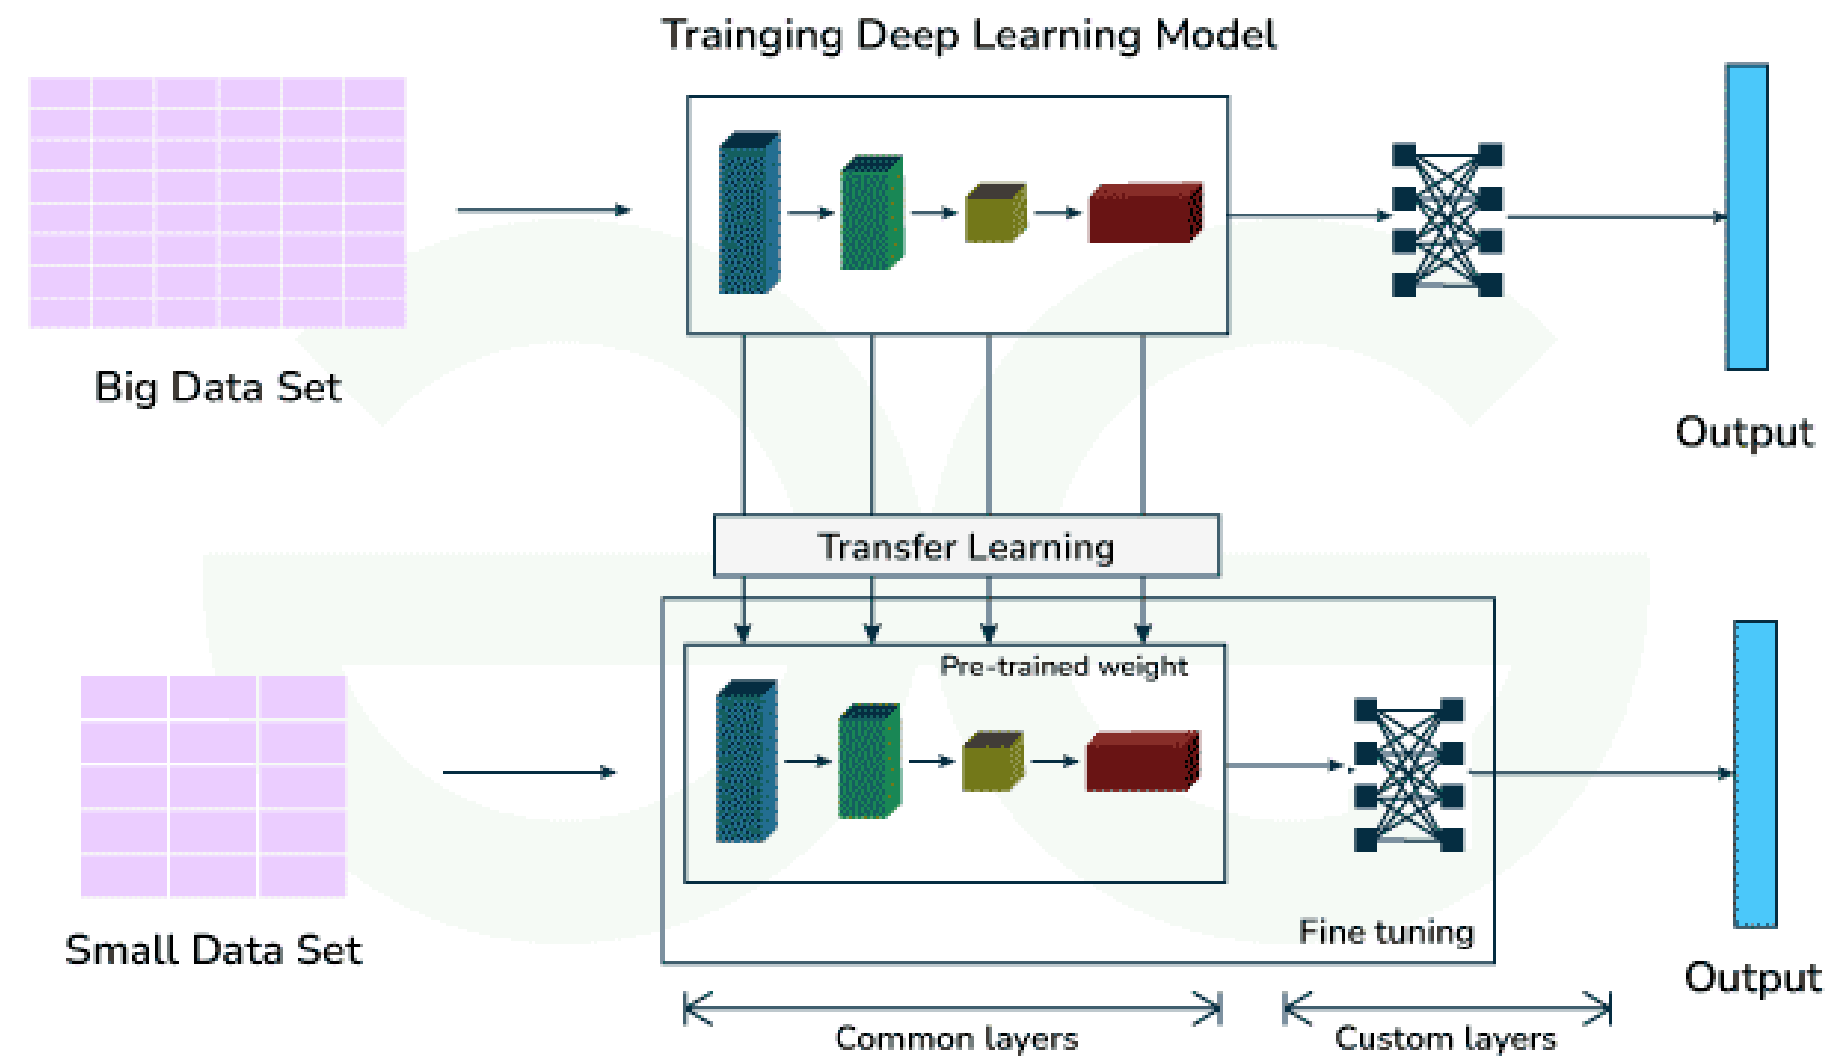 Trainging Deep Learning Model
Big Data Set
Output
Transfer Learning
Pre-trained weight
Small Data Set
Fine tuning
Output
Common layers
Custom layers